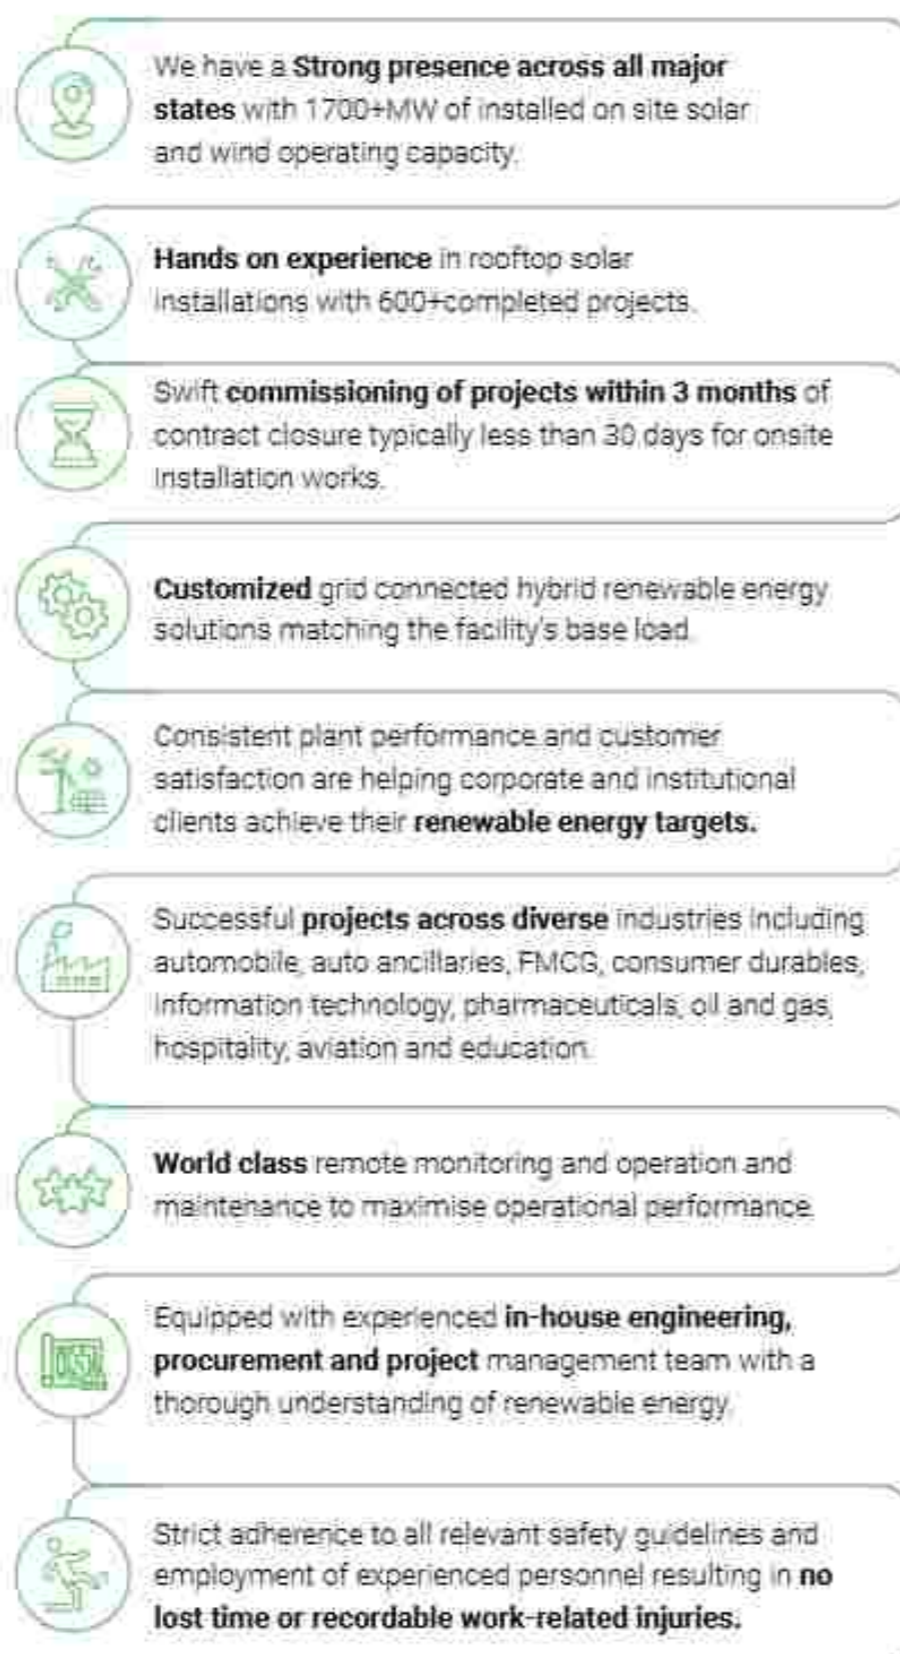 We have a Strong presence across all major
states with 1700+MW of installed on site solar
and wind operating capacity.
Hands on experience in rooftop solar
installations with 600+completed projects.
Swift commissioning of projects within 3 months of
contract closure typically less than 30 days for onsite
installation works.
Customized grid connected hybrid renewable energy
solutions matching the facility's base load.
Consistent plant performance and customer
satisfaction are helping corporate and institutional
clients achieve their renewable energy targets.
Successful projects across diverse industries including
automobile, auto ancillaries, FMCG, consumer durables,
information technology, pharmaceuticals, oil and gas,
hospitality, aviation and education.
World class remote monitoring and operation and
maintenance to maximise operational performance.
Equipped with experienced in-house engineering,
procurement and project management team with a
thorough understanding of renewable energy.
Strict adherence to all relevant safety guidelines and
employment of experienced personnel resulting in no
lost time or recordable work-related injuries.